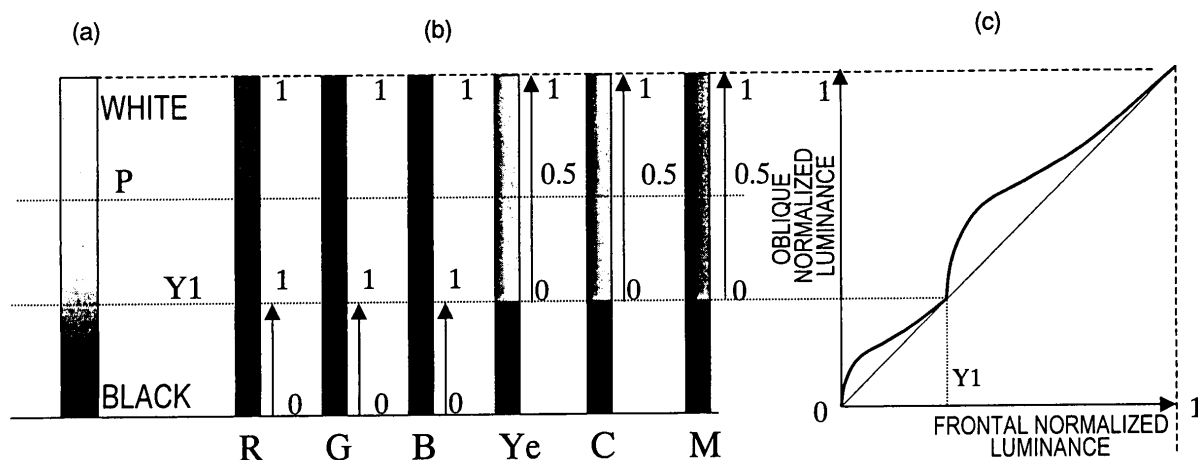 (a)
(b)
(c)
WHITE
P
Y1
BLACK
1 1 1 1 1 1
0.5 0.5 0.5
1 1 1 0 0 0
0 0 0
R G B Ye C M
1
OBLIQUE
NORMALIZED
LUMINANCE
Y1
0
1
FRONTAL NORMALIZED
LUMINANCE